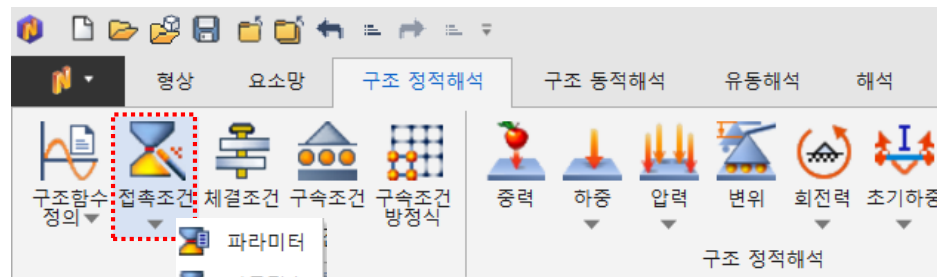 형상 요소망 구조 정적해석 구조 동적해석 유동해석 해석
구조함수 접촉조건 체결조건 구속조건 구속조건 중력 하중 압력 변위 회전력 초기하중
정의 방정식
파라미터
구조 정적해석